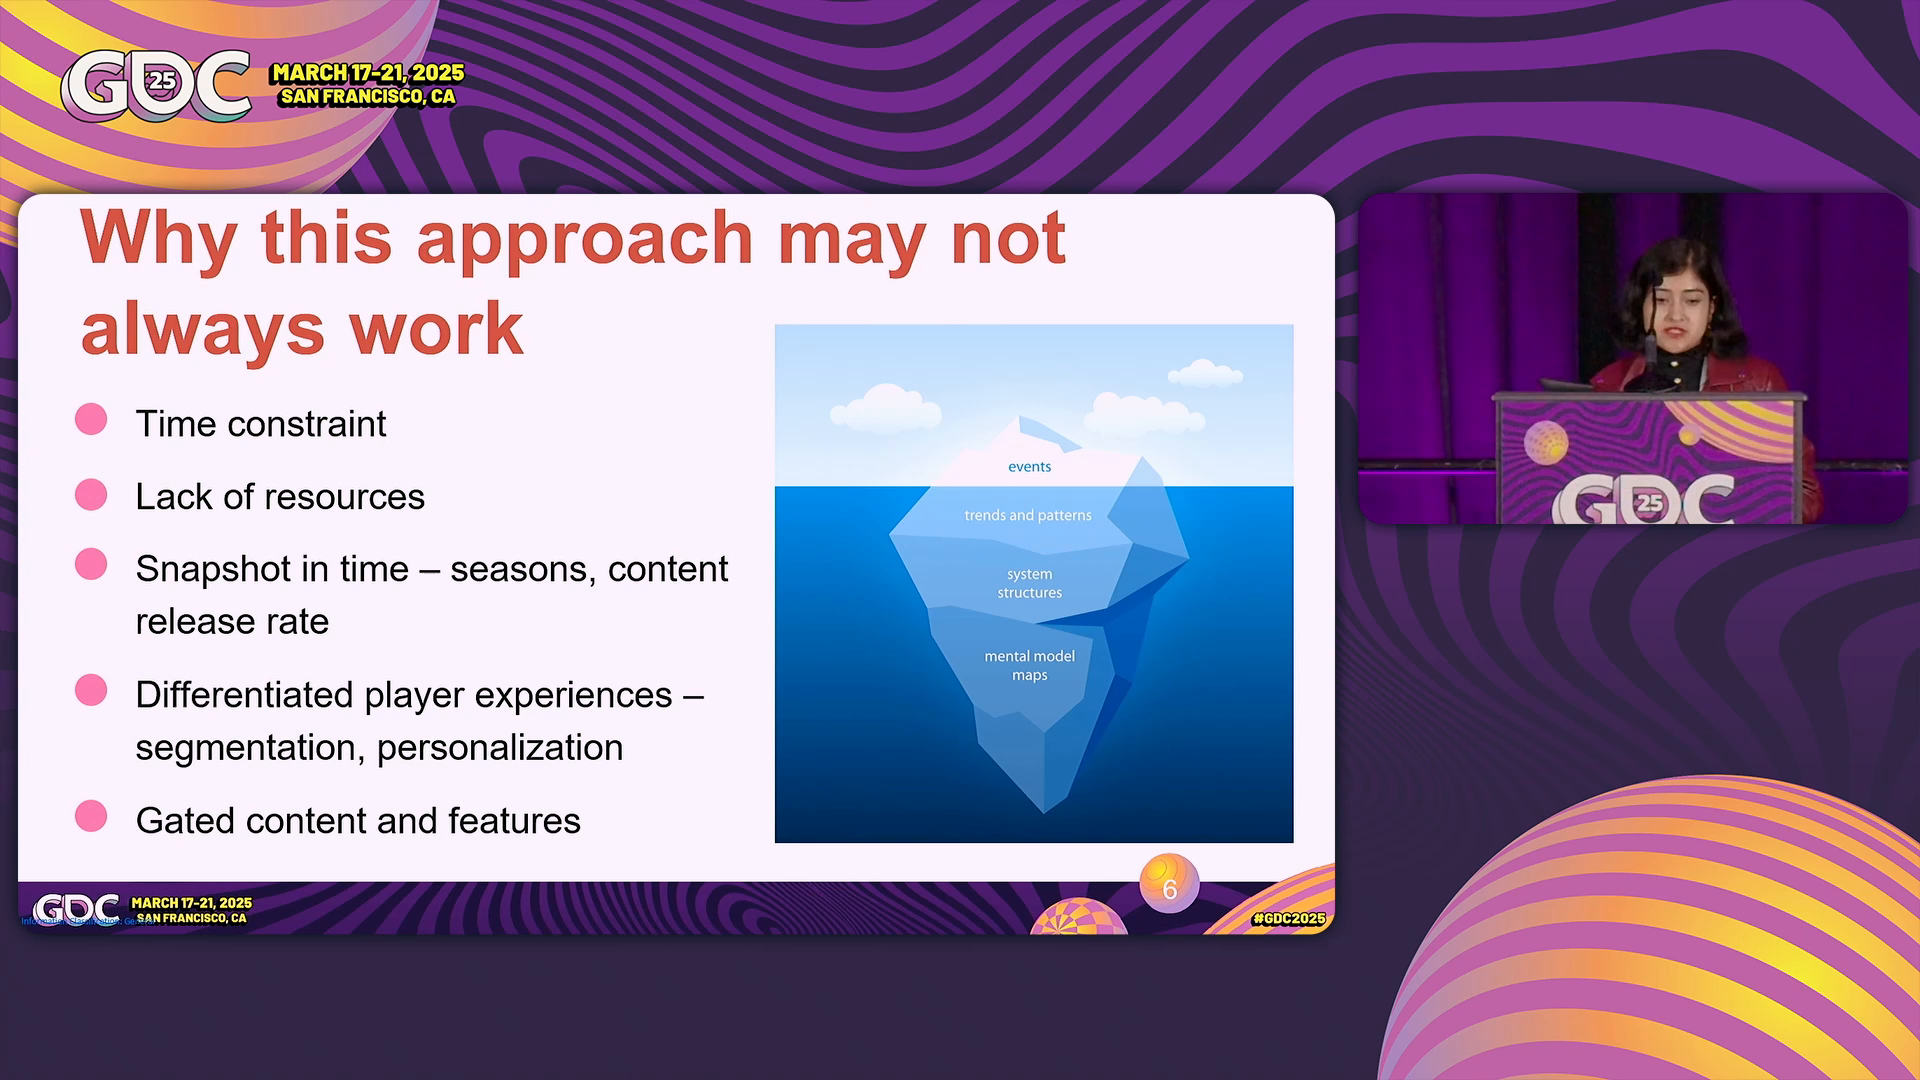 GDC 25
MARCH 17-21, 2025
SAN FRANCISCO, CA
Why this approach may not
always work
Time constraint
Lack of resources
Snapshot in time – seasons, content
release rate
Differentiated player experiences –
segmentation, personalization
Gated content and features
events
trends and patterns
system
structures
mental model
maps
6
GDC
MARCH 17-21, 2025
SAN FRANCISCO, CA
#GDC2025
GDC 25